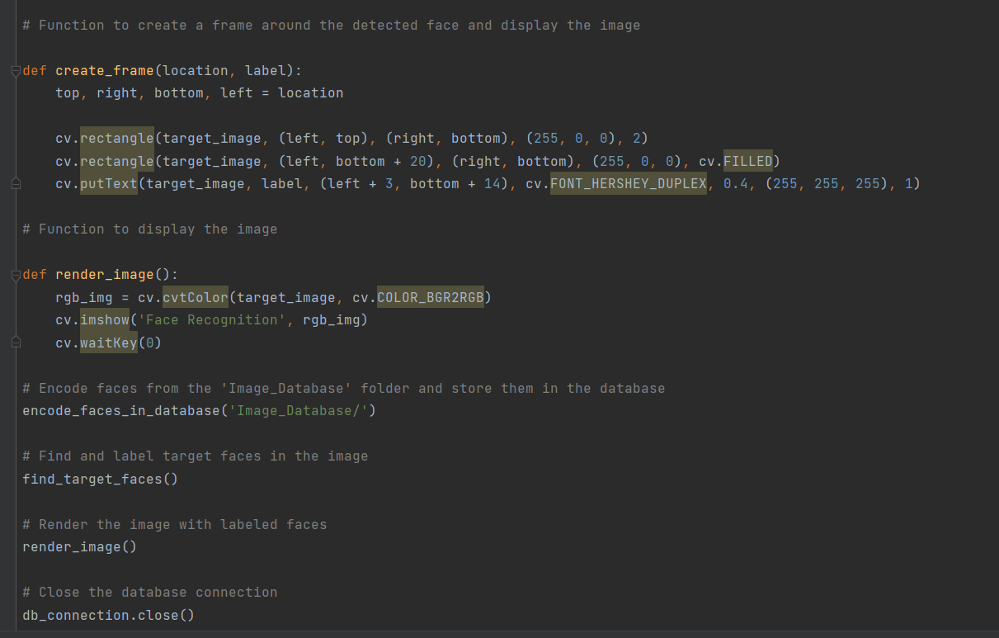 # Function to create a frame around the detected face and display the image
def create_frame(location, label):
    top, right, bottom, left = location
    cv.rectangle(target_image, (left, top), (right, bottom), (255, 0, 0), 2)
    cv.rectangle(target_image, (left, bottom + 20), (right, bottom), (255, 0, 0), cv.FILLED)
    cv.putText(target_image, label, (left + 3, bottom + 14), cv.FONT_HERSHEY_DUPLEX, 0.4, (255, 255, 255), 1)
# Function to display the image
def render_image():
    rgb_img = cv.cvtColor(target_image, cv.COLOR_BGR2RGB)
    cv.imshow('Face Recognition', rgb_img)
    cv.waitKey(0)
# Encode faces from the 'Image_Database' folder and store them in the database
encode_faces_in_database('Image_Database/')
# Find and label target faces in the image
find_target_faces()
# Render the image with labeled faces
render_image()
# Close the database connection
db_connection.close()